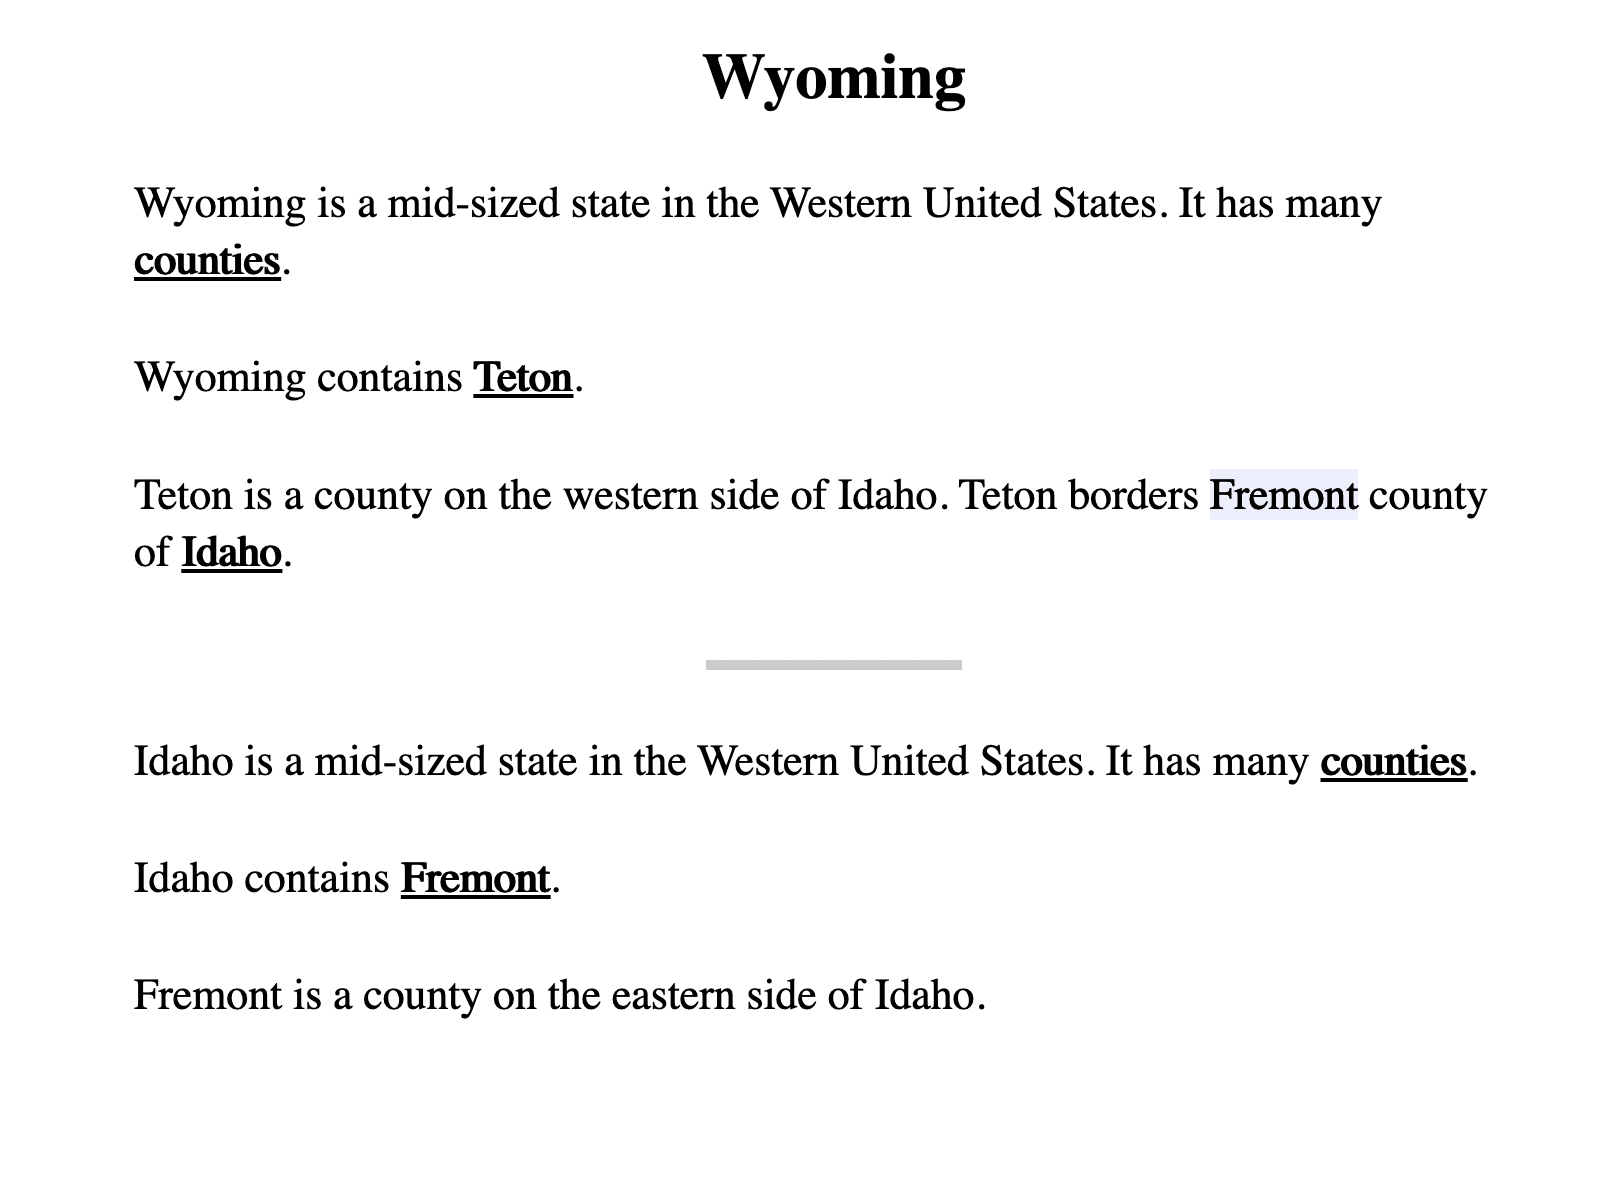 Wyoming
Wyoming is a mid-sized state in the Western United States. It has many
counties.
Wyoming contains Teton.
Teton is a county on the western side of Idaho. Teton borders Fremont county
of Idaho.
Idaho is a mid-sized state in the Western United States. It has many counties.
Idaho contains Fremont.
Fremont is a county on the eastern side of Idaho.